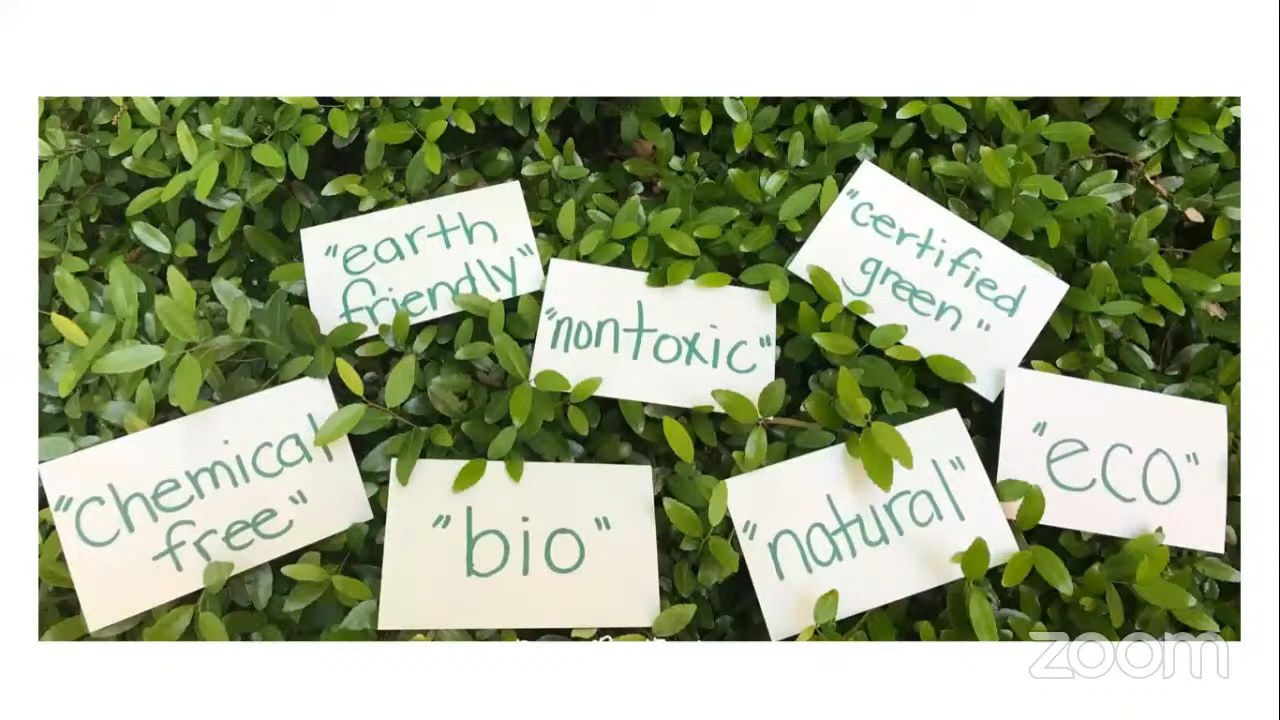 "earth
friendly"
"nontoxic"
"certified
green"
"chemical
free"
"bio"
"natural"
"eco"
zoom